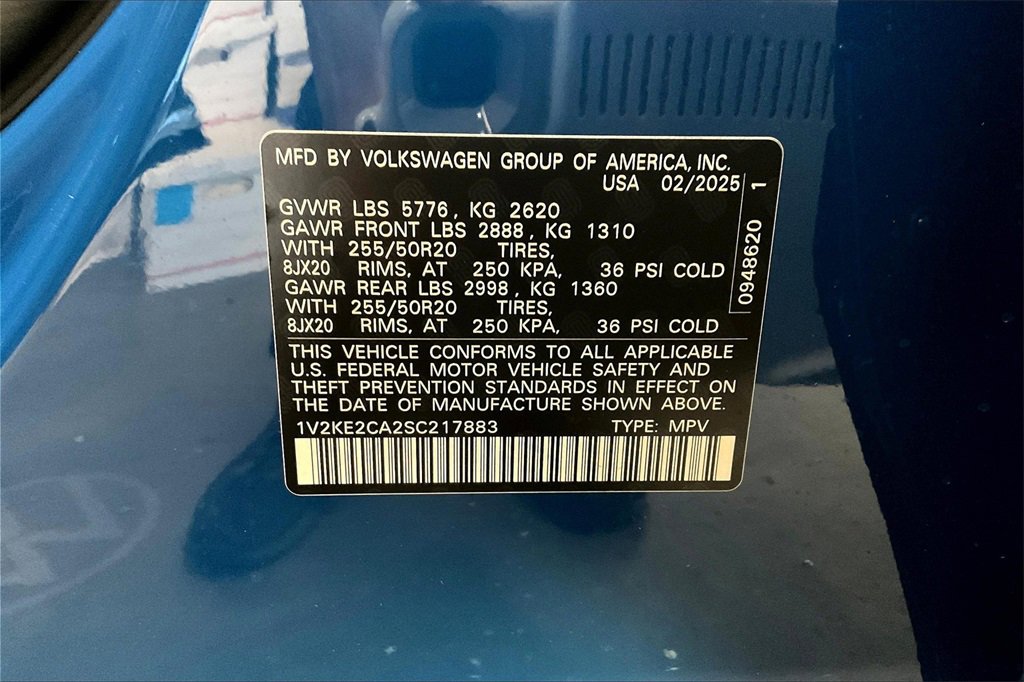 MFD BY VOLKSWAGEN GROUP OF AMERICA, INC.
USA 02/2025
GVWR LBS 5776, KG 2620
GAWR FRONT LBS 2888, KG 1310
WITH 255/50R20 TIRES,
8JX20 RIMS, AT 250 KPA, 36 PSI COLD
GAWR REAR LBS 2998, KG 1360
WITH 255/50R20 TIRES,
8JX20 RIMS, AT 250 KPA, 36 PSI COLD
0948620 1
THIS VEHICLE CONFORMS TO ALL APPLICABLE
U.S. FEDERAL MOTOR VEHICLE SAFETY AND
THEFT PREVENTION STANDARDS IN EFFECT ON
THE DATE OF MANUFACTURE SHOWN ABOVE.
1V2KE2CA2SC217883 TYPE: MPV